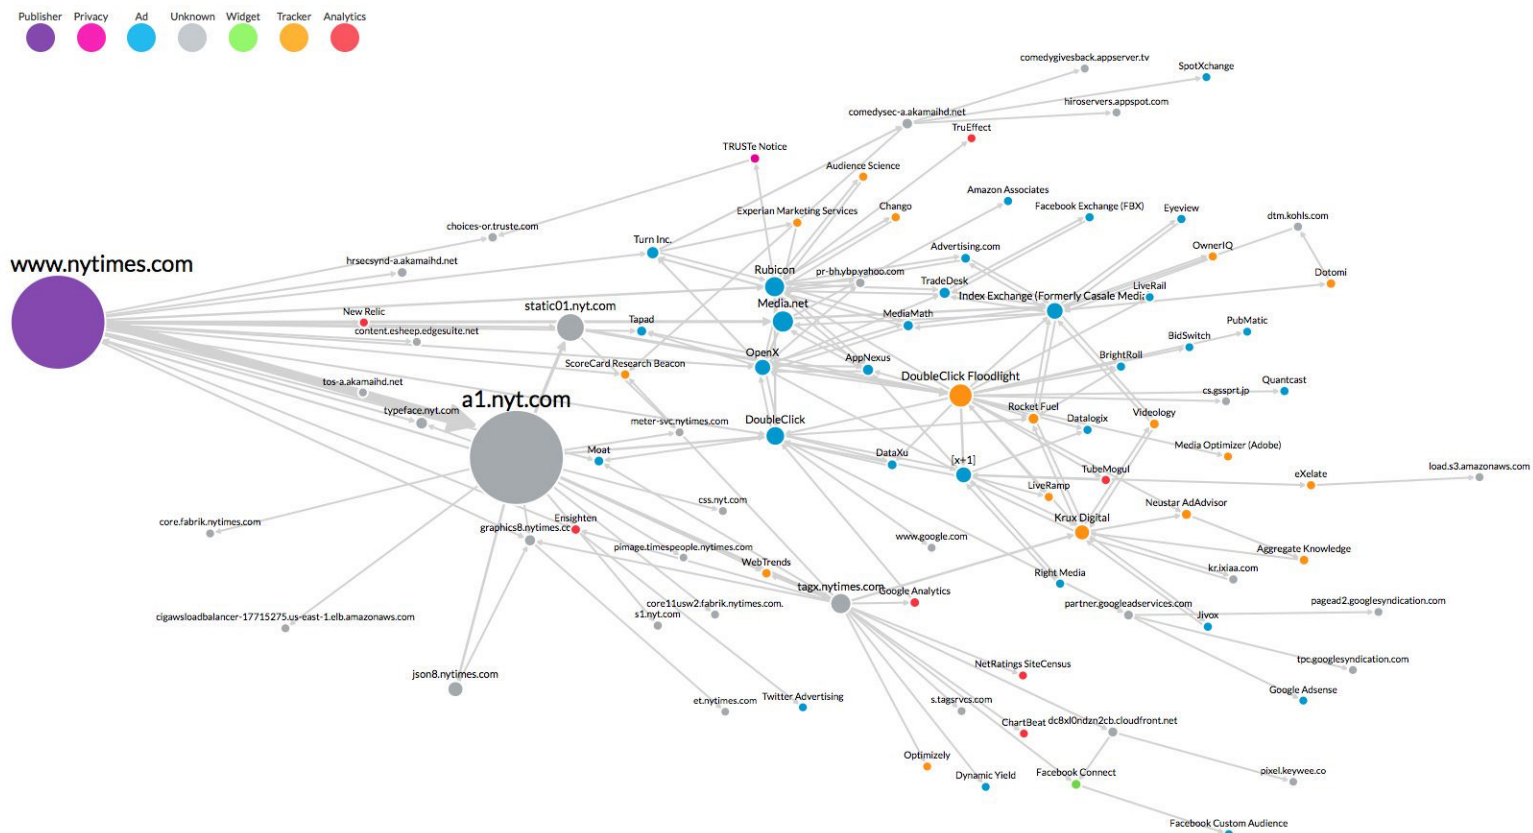 Publisher
Privacy
Ad
Unknown
Widget
Tracker
Analytics
comedygivesback.appserver.tv
SpotXchange
hiroservers.appspot.com
comedysec-a.akamaihd.net
TruEffect
TRUSTe Notice
Audience Science
Amazon Associates
Experian Marketing Services
Chango
Facebook Exchange (FBX)
Eyeview
dtm.kohls.com
choices-or.truste.com
Turn Inc.
Advertising.com
OwnerIQ
www.nytimes.com
hrsecsynd-a.akamaihd.net
Rubicon
pr-bh.ybp.yahoo.com
TradeDesk
Dotomi
Index Exchange (Formerly Casale Media
LiveRail
static01.nyt.com
Media.net
New Relic
Tapad
MediaMath
content.esheep.edgesuite.net
PubMatic
BidSwitch
OpenX
AppNexus
BrightRoll
ScoreCard Research Beacon
DoubleClick Floodlight
tos-a.akamaihd.net
Quantcast
cs.gssprt.jp
a1.nyt.com
typeface.nyt.com
Rocket Fuel
Datalogix
Videology
meter-svc.nytimes.com
DoubleClick
Media Optimizer (Adobe)
Moat
DataXu
[x+1]
TubeMogul
eXelate
load.s3.amazonaws.com
LiveRamp
css.nyt.com
Neustar AdAdvisor
core.fabrik.nytimes.com
graphics8.nytimes.cc
Ensighten
Krux Digital
www.google.com
pimage.timespeople.nytimes.com
Aggregate Knowledge
WebTrends
kr.ixiaa.com
Right Media
tagx.nytimes.com
Google Analytics
core11usw2.fabrik.nytimes.com.
partner.googleadservices.com
pagead2.googlesyndication.com
cigawsloadbalancer-17715275.us-east-1.elb.amazonaws.com
s1.nyt.com
Jivox
NetRatings SiteCensus
tpc.googlesyndication.com
json8.nytimes.com
et.nytimes.com
Twitter Advertising
s.tagsrvcs.com
Google Adsense
ChartBeat
dc8xl0ndzn2cb.cloudfront.net
Optimizely
Dynamic Yield
Facebook Connect
pixel.keywee.co
Facebook Custom Audience